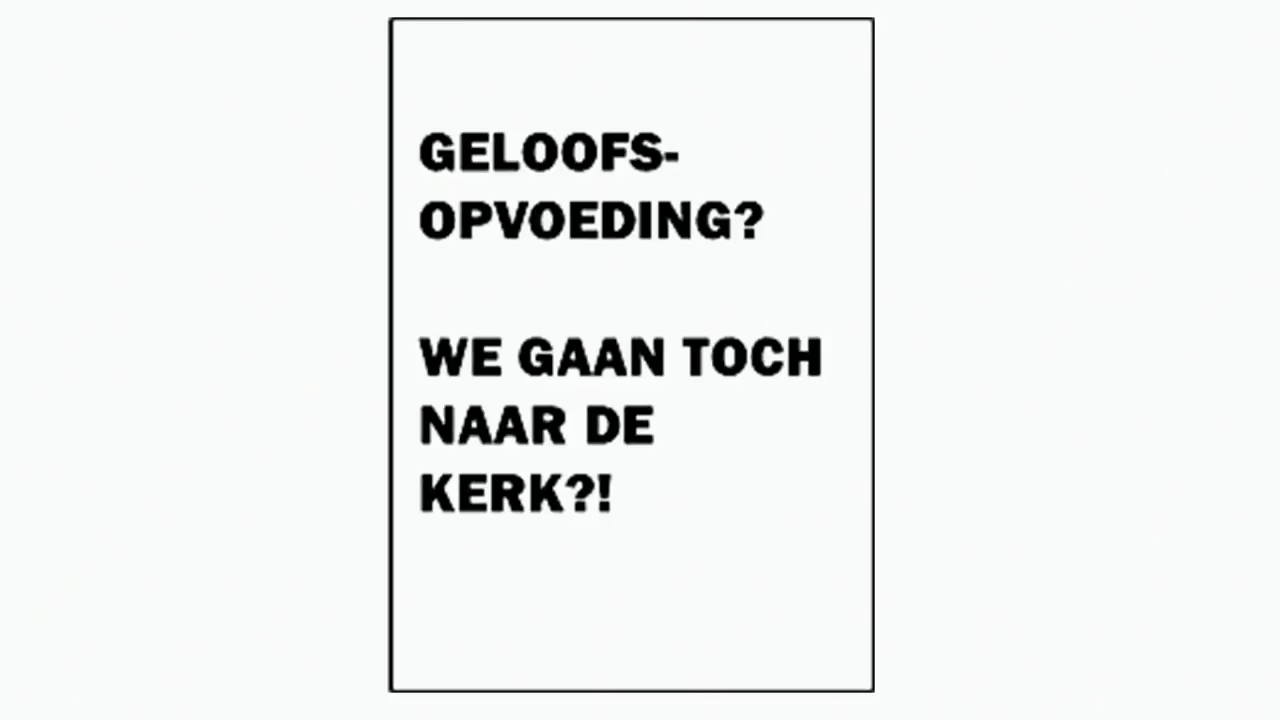 GELOOFS-
OPVOEDING?
WE GAAN TOCH
NAAR DE
KERK?!